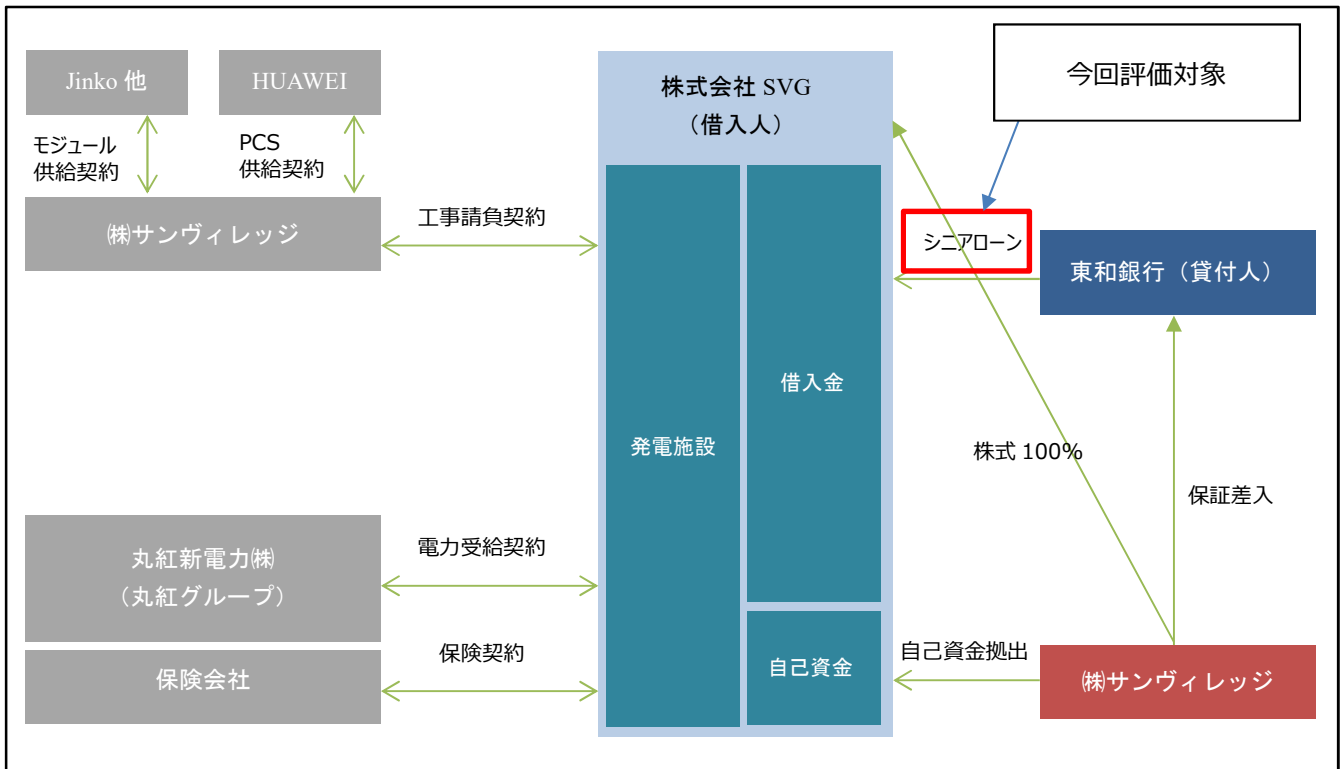 Jinko 他
HUAWEI
モジュール
供給契約
PCS
供給契約
㈱サンヴィレッジ
工事請負契約
丸紅新電力㈱
（丸紅グループ）
電力受給契約
保険会社
保険契約
株式会社 SVG
（借入人）
発電施設
借入金
自己資金
今回評価対象
シニアローン
東和銀行（貸付人）
株式 100%
保証差入
自己資金拠出
㈱サンヴィレッジ